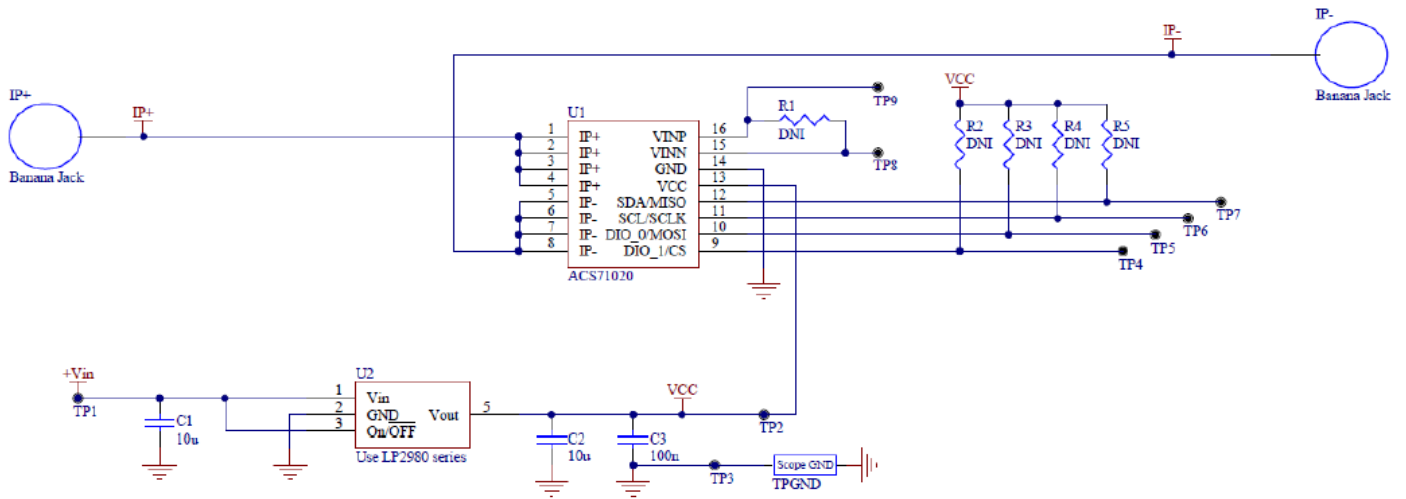 IP-
IP-
Banana Jack
IP+
IP+
Banana Jack
U1
1 IP+ VINP 16
2 IP+ VINN 15
3 IP+ GND 14
4 IP+ VCC 13
5 IP- SDA/MISO 12
6 IP- SCL/SCLK 11
7 IP- DIO_0/MOSI 10
8 IP- DIO_1/CS 9
ACS71020
TP9
R1
DNI
TP8
VCC
R2
DNI
R3
DNI
R4
DNI
R5
DNI
TP7
TP6
TP5
TP4
+Vin
TP1
C1
10u
U2
1 Vin
2 GND Vout 5
3 On/OFF
Use LP2980 series
VCC
TP2
C2
10u
C3
100n
TP3
Scope GND
TPGND